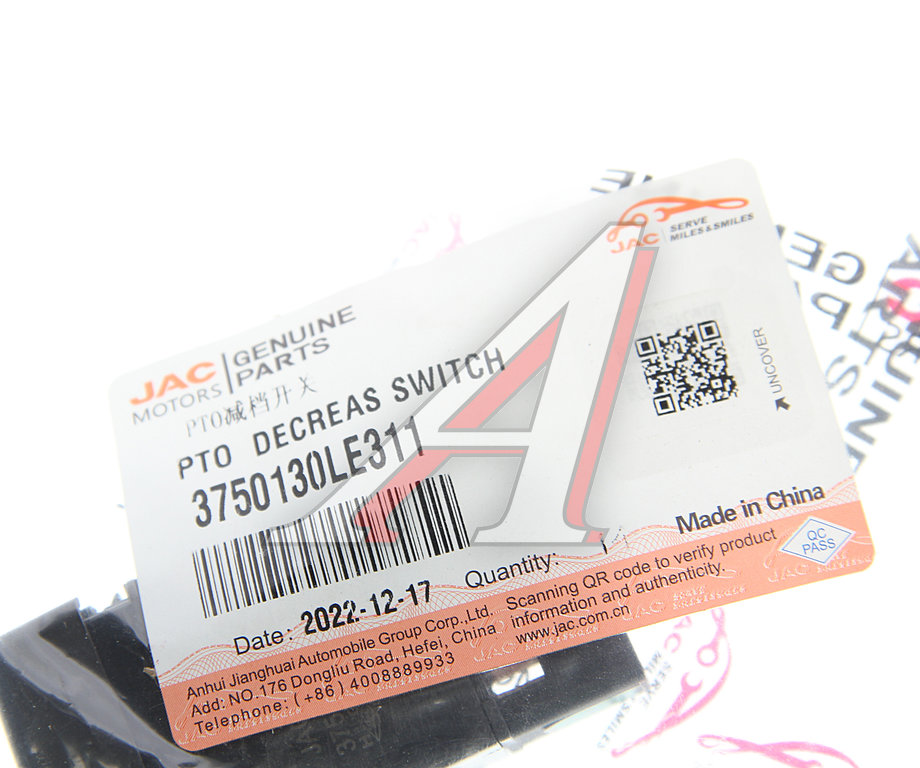 JAC
SERVE
MILES & SMILES
JAC
MOTORS
GENUINE
PARTS
PTO减档开关
PTO DECREAS SWITCH
3750130LE311
UNCOVER
Made in China
QC
PASS
Date: 2022-12-17
Quantity: 1
Scanning QR code to verify product
information and authenticity.
www.jac.com.cn
Anhui Jianghuai Automobile Group Corp.,Ltd.
Add: NO.176 Dongliu Road, Hefei, China
Telephone: (+86) 4008889933
SERVE